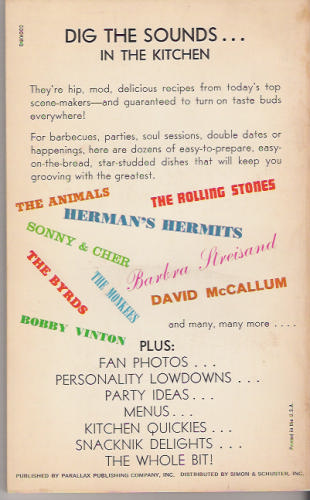 DIG THE SOUNDS...
IN THE KITCHEN
They're hip, mod, delicious recipes from today's top
scene-makers—and guaranteed to turn on taste buds
everywhere!
For barbecues, parties, soul sessions, double dates or
happenings, here are dozens of easy-to-prepare, easy-
on-the-bread, star-studded dishes that will keep you
grooving with the greatest.
THE ANIMALS
THE ROLLING STONES
HERMAN'S HERMITS
SONNY & CHER
Barbra Streisand
THE BYRDS
THE MONKEES
DAVID McCALLUM
BOBBY VINTON
and many, many more ....
PLUS:
FAN PHOTOS ...
PERSONALITY LOWDOWNS ...
PARTY IDEAS...
MENUS...
KITCHEN QUICKIES ...
SNACKNIK DELIGHTS ...
THE WHOLE BIT!
Printed in the U.S.A.
PUBLISHED BY PARALLAX PUBLISHING COMPANY, INC. DISTRIBUTED BY SIMON & SCHUSTER, INC.